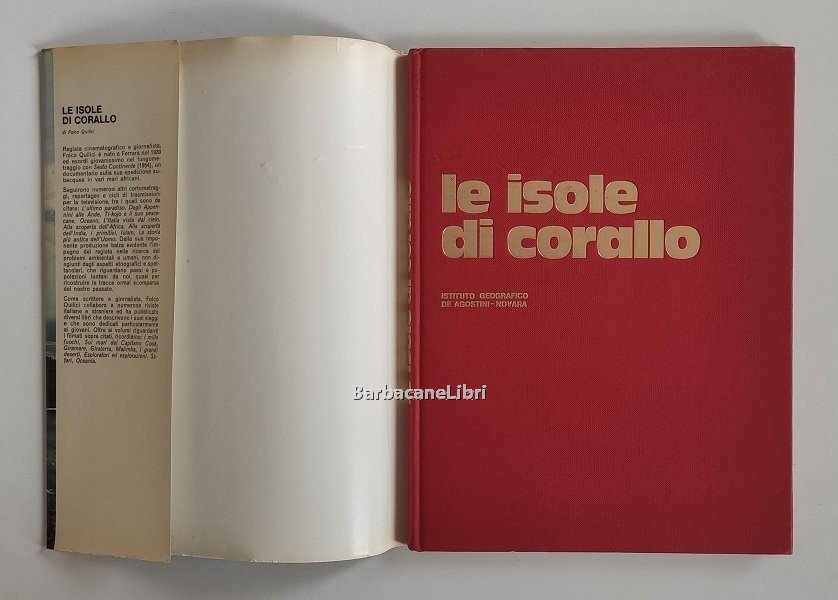 LE ISOLE
DI CORALLO
di Folco Quilici
Regista cinematografico e giornalista,
Folco Quilici è nato a Ferrara nel 1930
ed esordì giovanissimo nel lungome-
traggio con Sesto Continente (1954), un
documentario sulla sua spedizione su-
bacquea in vari mari africani.
Seguirono numerosi altri cortometrag-
gi, reportages e cicli di trasmissioni
per la televisione, tra i quali sono da
citare: L'ultimo paradiso, Dagli Appen-
nini alle Ande, Ti-kojo e il suo pesce-
cane, Oceano, L'Italia vista dal cielo,
Alla scoperta dell'Africa, Alla scoperta
dell'India, I primitivi, Islam, La storia
più antica dell'Uomo. Dalla sua impo-
nente produzione balza evidente l'im-
pegno del regista nella ricerca dei
problemi ambientali e umani, non di-
sgiunti dagli aspetti etnografici e spet-
tacolari, che riguardano paesi e po-
polazioni lontani da noi, quasi per
ricostruire le tracce ormai scomparse
del nostro passato.
Come scrittore e giornalista, Folco
Quilici collabora a numerose riviste
italiane e straniere ed ha pubblicato
diversi libri che descrivono i suoi viaggi
e che sono dedicati particolarmente
ai giovani. Oltre ai volumi riguardanti
i filmati sopra citati, ricordiamo: I mille
fuochi, Sui mari del Capitano Cook,
Giramare, Giraterra, Malimba, I grandi
deserti, Esploratori ed esplorazioni, Sa-
fari, Oceania.
le isole
di corallo
ISTITUTO GEOGRAFICO
DE AGOSTINI-NOVARA
BarbacaneLibri